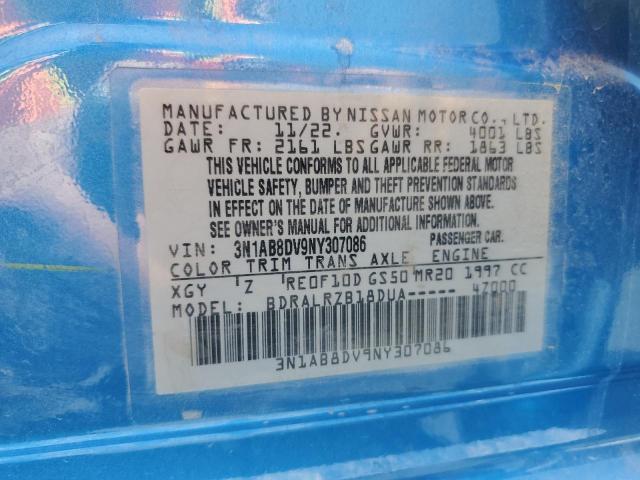 MANUFACTURED BY NISSAN MOTOR CO., LTD.
DATE: 11/22. GVWR: 4001 LBS
GAWR FR: 2161 LBS GAWR RR: 1863 LBS
THIS VEHICLE CONFORMS TO ALL APPLICABLE FEDERAL MOTOR
VEHICLE SAFETY, BUMPER AND THEFT PREVENTION STANDARDS
IN EFFECT ON THE DATE OF MANUFACTURE SHOWN ABOVE.
SEE OWNER'S MANUAL FOR ADDITIONAL INFORMATION.
VIN: 3N1AB8DV9NY307086 PASSENGER CAR.
COLOR TRIM TRANS AXLE ENGINE
XGY Z RE0F10D GS50 MR20 1997 CC
MODEL: BDRALRZB18DUA----- 47000
3N1AB8DV9NY307086